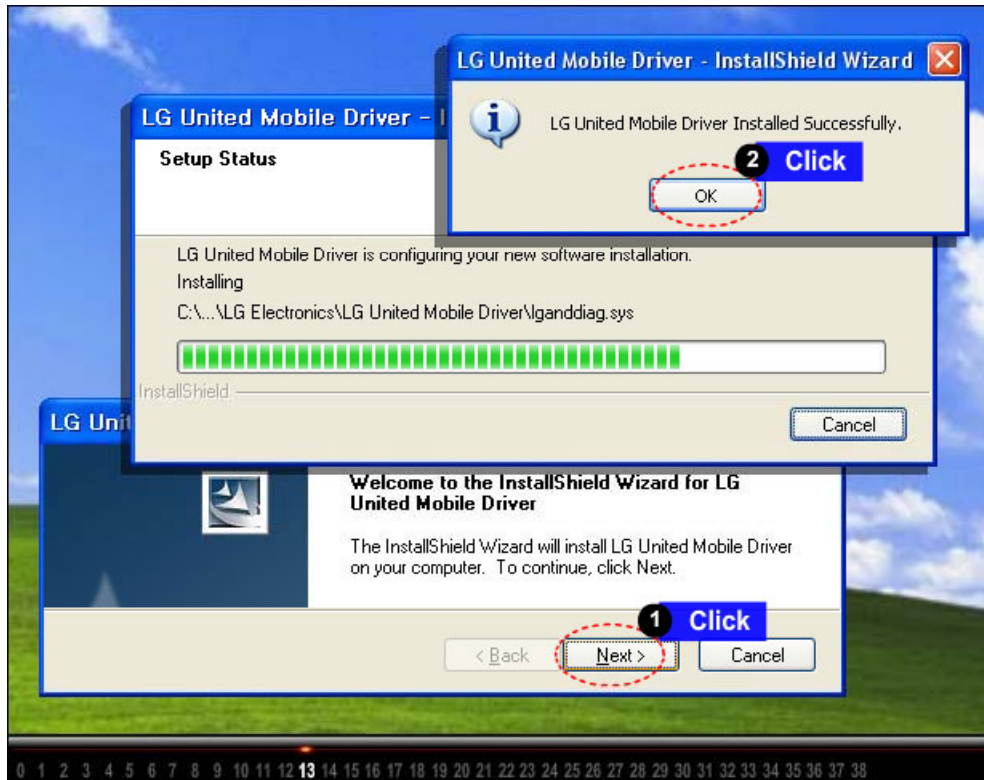 LG United Mobile Driver - InstallShield Wizard
LG United Mobile Driver Installed Successfully.
2 Click
OK
LG United Mobile Driver -
Setup Status
LG United Mobile Driver is configuring your new software installation.
Installing
C:\...\LG Electronics\LG United Mobile Driver\lganddiag.sys
InstallShield
Cancel
LG Unit
Welcome to the InstallShield Wizard for LG
United Mobile Driver
The InstallShield Wizard will install LG United Mobile Driver
on your computer. To continue, click Next.
1 Click
< Back Next > Cancel
0 1 2 3 4 5 6 7 8 9 10 11 12 13 14 15 16 17 18 19 20 21 22 23 24 25 26 27 28 29 30 31 32 33 34 35 36 37 38